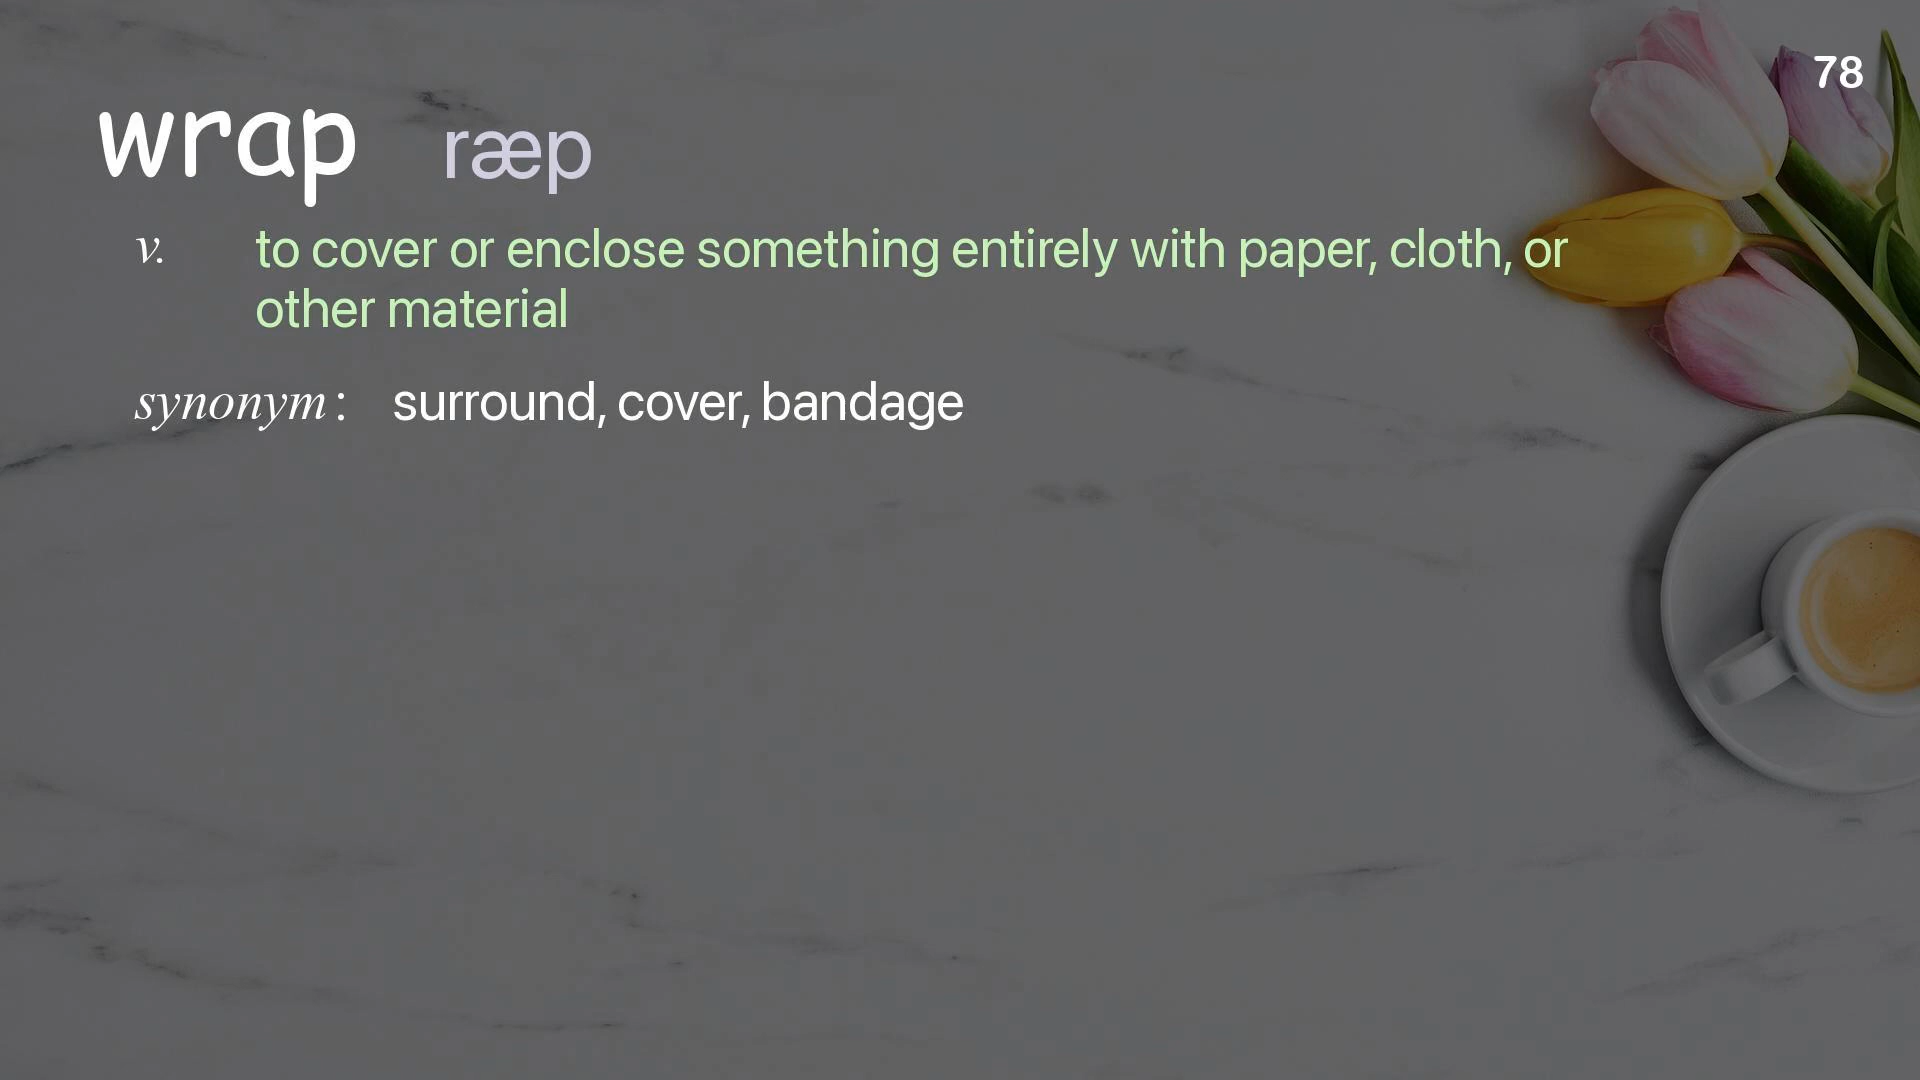 78
wrap ræp
v. to cover or enclose something entirely with paper, cloth, or
other material
synonym : surround, cover, bandage